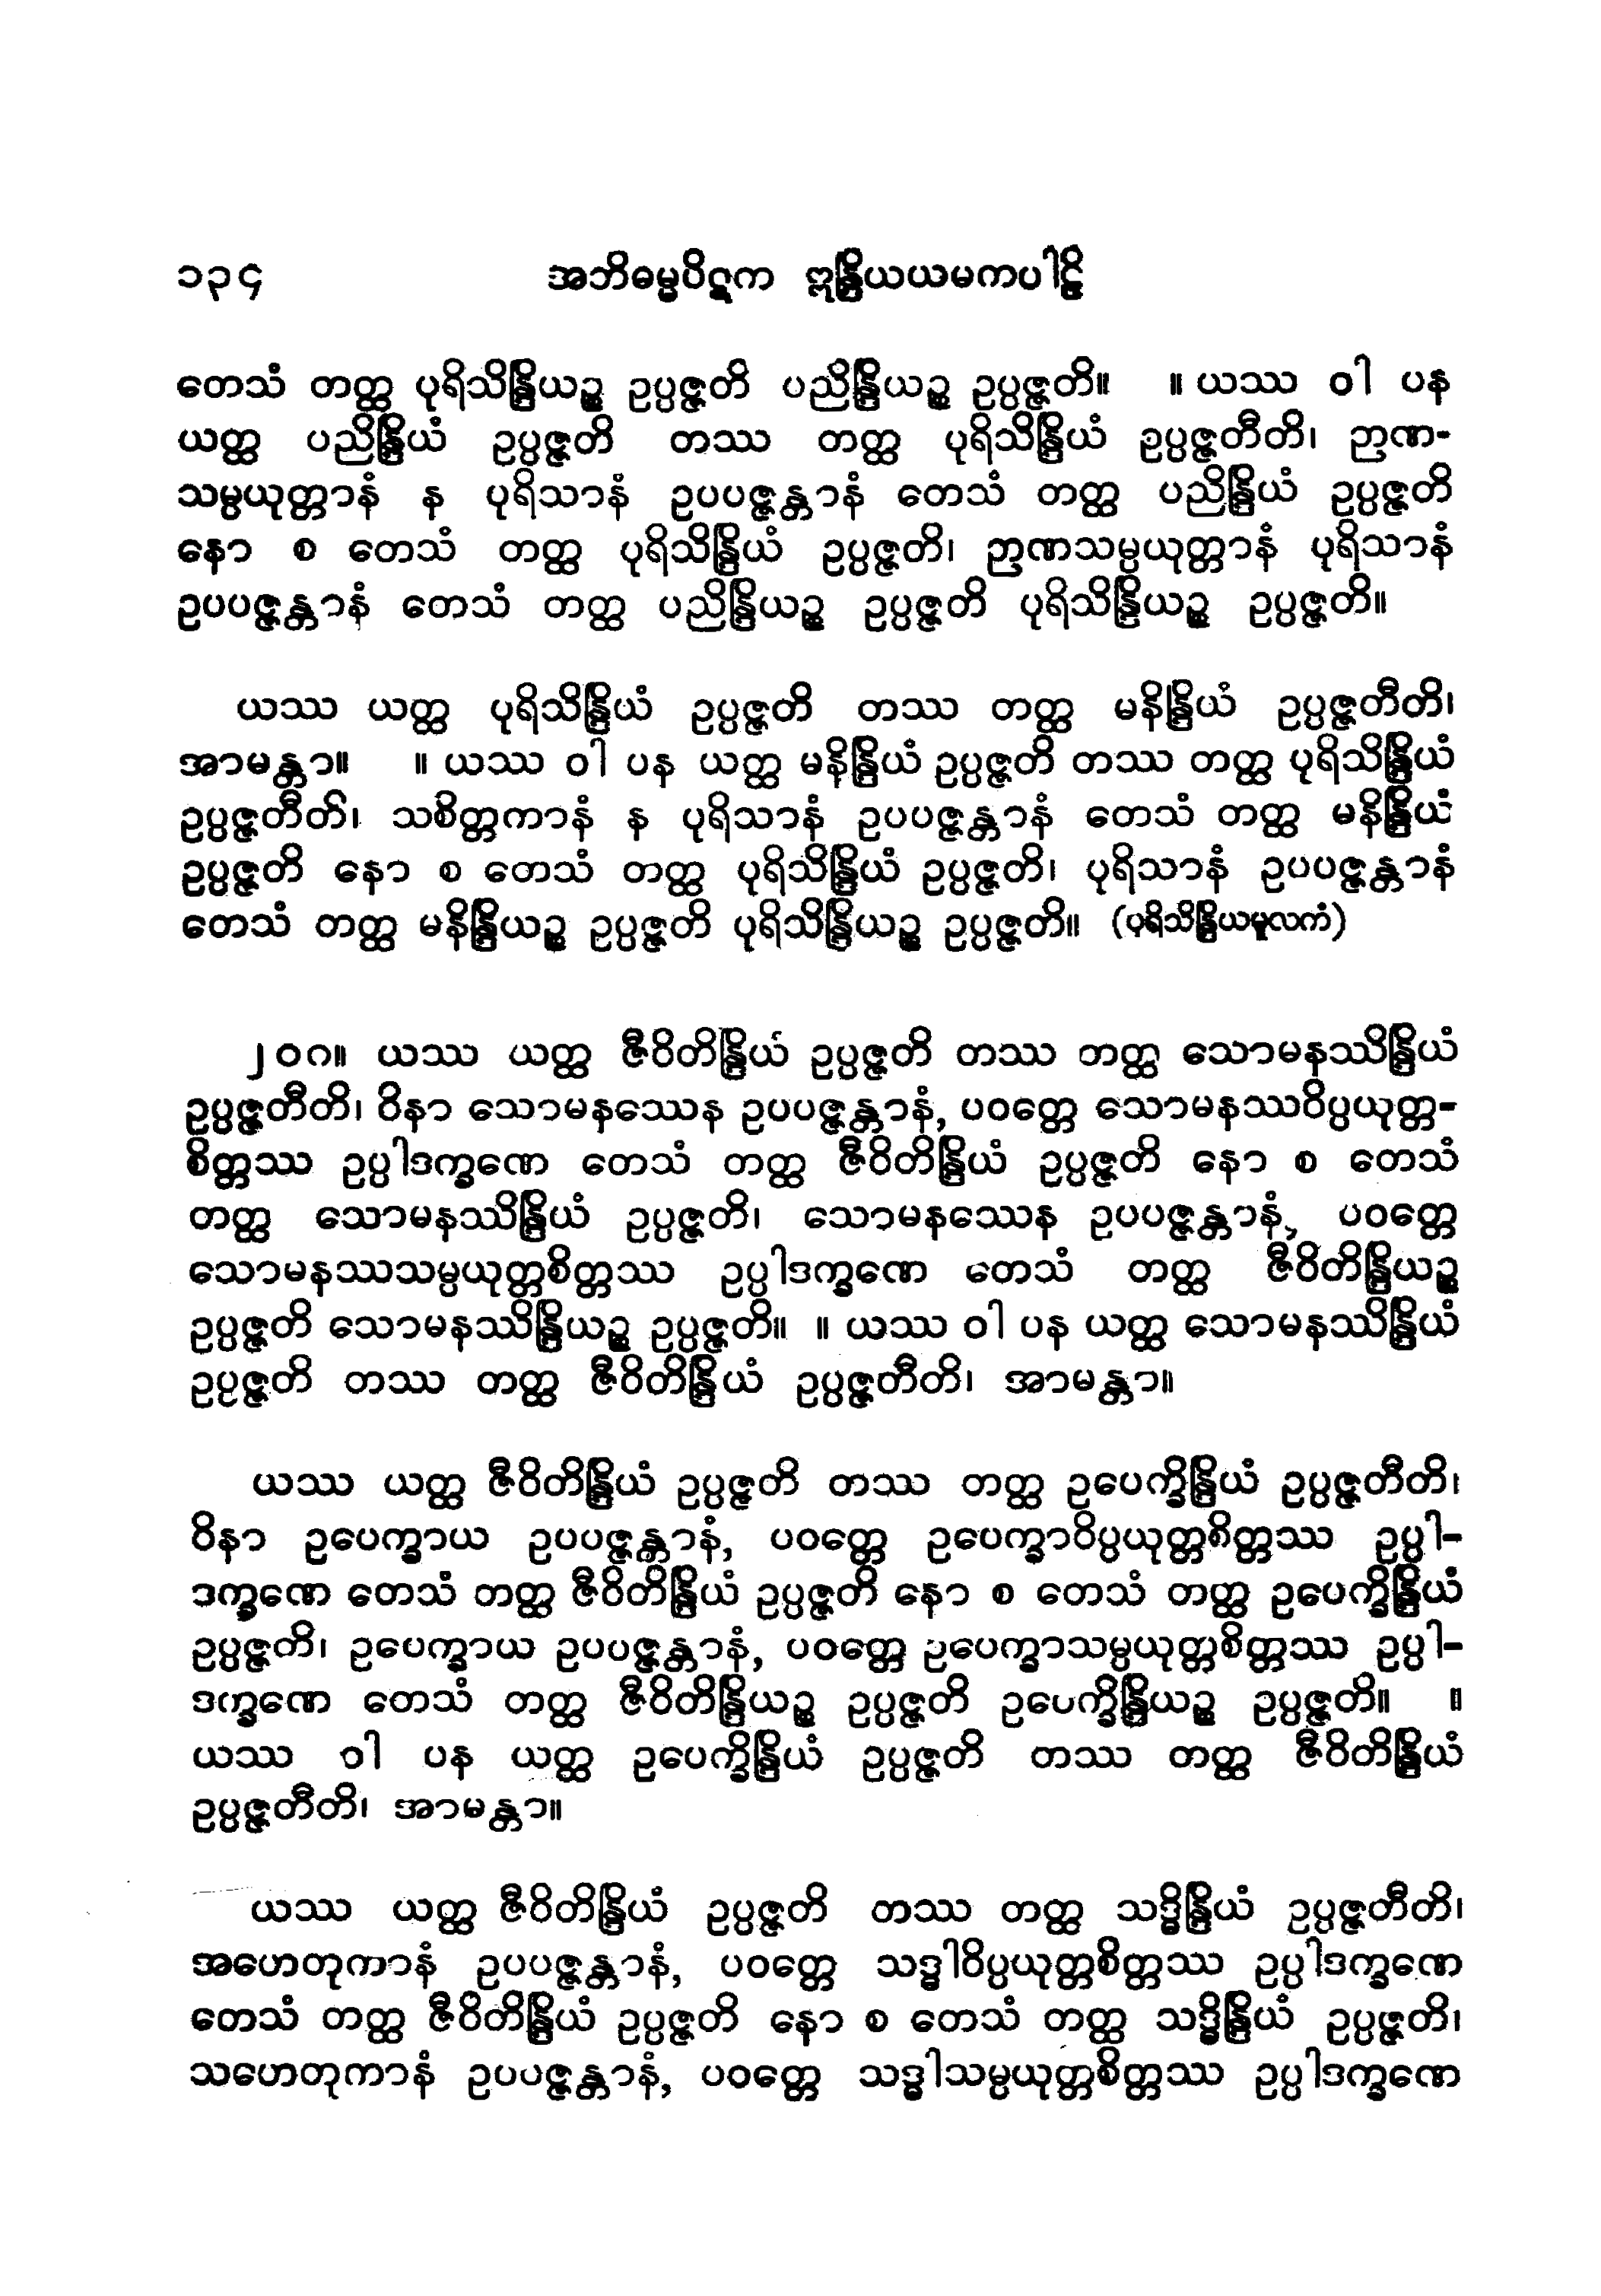 ၁၃၄ အဘိဓမ္မပိဋက ဣန္ဒြိယယမကပါဠိ
တေသံ တတ္ထ ပုရိသိန္ဒြိယဉ္စ ဥပ္ပဇ္ဇတိ ပညိန္ဒြိယဉ္စ ဥပ္ပဇ္ဇတိ။ ။ ယဿ ဝါ ပန
ယတ္ထ ပညိန္ဒြိယံ ဥပ္ပဇ္ဇတိ တဿ တတ္ထ ပုရိသိန္ဒြိယံ ဥပ္ပဇ္ဇတီတိ၊ ဉာဏ-
သမ္ပယုတ္တာနံ န ပုရိသာနံ ဥပပဇ္ဇန္တာနံ တေသံ တတ္ထ ပညိန္ဒြိယံ ဥပ္ပဇ္ဇတိ
နော စ တေသံ တတ္ထ ပုရိသိန္ဒြိယံ ဥပ္ပဇ္ဇတိ၊ ဉာဏသမ္ပယုတ္တာနံ ပုရိသာနံ
ဥပပဇ္ဇန္တာနံ တေသံ တတ္ထ ပညိန္ဒြိယဉ္စ ဥပ္ပဇ္ဇတိ ပုရိသိန္ဒြိယဉ္စ ဥပ္ပဇ္ဇတိ။
ယဿ ယတ္ထ ပုရိသိန္ဒြိယံ ဥပ္ပဇ္ဇတိ တဿ တတ္ထ မနိန္ဒြိယံ ဥပ္ပဇ္ဇတီတိ၊
အာမန္တာ။ ။ ယဿ ဝါ ပန ယတ္ထ မနိန္ဒြိယံ ဥပ္ပဇ္ဇတိ တဿ တတ္ထ ပုရိသိန္ဒြိယံ
ဥပ္ပဇ္ဇတီတိ၊ သစိတ္တကာနံ န ပုရိသာနံ ဥပပဇ္ဇန္တာနံ တေသံ တတ္ထ မနိန္ဒြိယံ
ဥပ္ပဇ္ဇတိ နော စ တေသံ တတ္ထ ပုရိသိန္ဒြိယံ ဥပ္ပဇ္ဇတိ၊ ပုရိသာနံ ဥပပဇ္ဇန္တာနံ
တေသံ တတ္ထ မနိန္ဒြိယဉ္စ ဥပ္ပဇ္ဇတိ ပုရိသိန္ဒြိယဉ္စ ဥပ္ပဇ္ဇတိ။ (ပုရိသိန္ဒြိယမူလကံ)
၂၀၈။ ယဿ ယတ္ထ ဇီဝိတိန္ဒြိယံ ဥပ္ပဇ္ဇတိ တဿ တတ္ထ သောမနဿိန္ဒြိယံ
ဥပ္ပဇ္ဇတီတိ၊ ဝိနာ သောမနဿေန ဥပပဇ္ဇန္တာနံ, ပဝတ္တေ သောမနဿဝိပ္ပယုတ္တ-
စိတ္တဿ ဥပ္ပါဒက္ခဏေ တေသံ တတ္ထ ဇီဝိတိန္ဒြိယံ ဥပ္ပဇ္ဇတိ နော စ တေသံ
တတ္ထ သောမနဿိန္ဒြိယံ ဥပ္ပဇ္ဇတိ၊ သောမနဿေန ဥပပဇ္ဇန္တာနံ, ပဝတ္တေ
သောမနဿသမ္ပယုတ္တစိတ္တဿ ဥပ္ပါဒက္ခဏေ တေသံ တတ္ထ ဇီဝိတိန္ဒြိယဉ္စ
ဥပ္ပဇ္ဇတိ သောမနဿိန္ဒြိယဉ္စ ဥပ္ပဇ္ဇတိ။ ။ ယဿ ဝါ ပန ယတ္ထ သောမနဿိန္ဒြိယံ
ဥပ္ပဇ္ဇတိ တဿ တတ္ထ ဇီဝိတိန္ဒြိယံ ဥပ္ပဇ္ဇတီတိ၊ အာမန္တာ။
ယဿ ယတ္ထ ဇီဝိတိန္ဒြိယံ ဥပ္ပဇ္ဇတိ တဿ တတ္ထ ဥပေက္ခိန္ဒြိယံ ဥပ္ပဇ္ဇတီတိ၊
ဝိနာ ဥပေက္ခာယ ဥပပဇ္ဇန္တာနံ, ပဝတ္တေ ဥပေက္ခာဝိပ္ပယုတ္တစိတ္တဿ ဥပ္ပါ-
ဒက္ခဏေ တေသံ တတ္ထ ဇီဝိတိန္ဒြိယံ ဥပ္ပဇ္ဇတိ နော စ တေသံ တတ္ထ ဥပေက္ခိန္ဒြိယံ
ဥပ္ပဇ္ဇတိ၊ ဥပေက္ခာယ ဥပပဇ္ဇန္တာနံ, ပဝတ္တေ ဥပေက္ခာသမ္ပယုတ္တစိတ္တဿ ဥပ္ပါ-
ဒက္ခဏေ တေသံ တတ္ထ ဇီဝိတိန္ဒြိယဉ္စ ဥပ္ပဇ္ဇတိ ဥပေက္ခိန္ဒြိယဉ္စ ဥပ္ပဇ္ဇတိ။ ။
ယဿ ဝါ ပန ယတ္ထ ဥပေက္ခိန္ဒြိယံ ဥပ္ပဇ္ဇတိ တဿ တတ္ထ ဇီဝိတိန္ဒြိယံ
ဥပ္ပဇ္ဇတီတိ၊ အာမန္တာ။
ယဿ ယတ္ထ ဇီဝိတိန္ဒြိယံ ဥပ္ပဇ္ဇတိ တဿ တတ္ထ သဒ္ဓိန္ဒြိယံ ဥပ္ပဇ္ဇတီတိ၊
အဟေတုကာနံ ဥပပဇ္ဇန္တာနံ, ပဝတ္တေ သဒ္ဓါဝိပ္ပယုတ္တစိတ္တဿ ဥပ္ပါဒက္ခဏေ
တေသံ တတ္ထ ဇီဝိတိန္ဒြိယံ ဥပ္ပဇ္ဇတိ နော စ တေသံ တတ္ထ သဒ္ဓိန္ဒြိယံ ဥပ္ပဇ္ဇတိ၊
သဟေတုကာနံ ဥပပဇ္ဇန္တာနံ, ပဝတ္တေ သဒ္ဓါသမ္ပယုတ္တစိတ္တဿ ဥပ္ပါဒက္ခဏေ